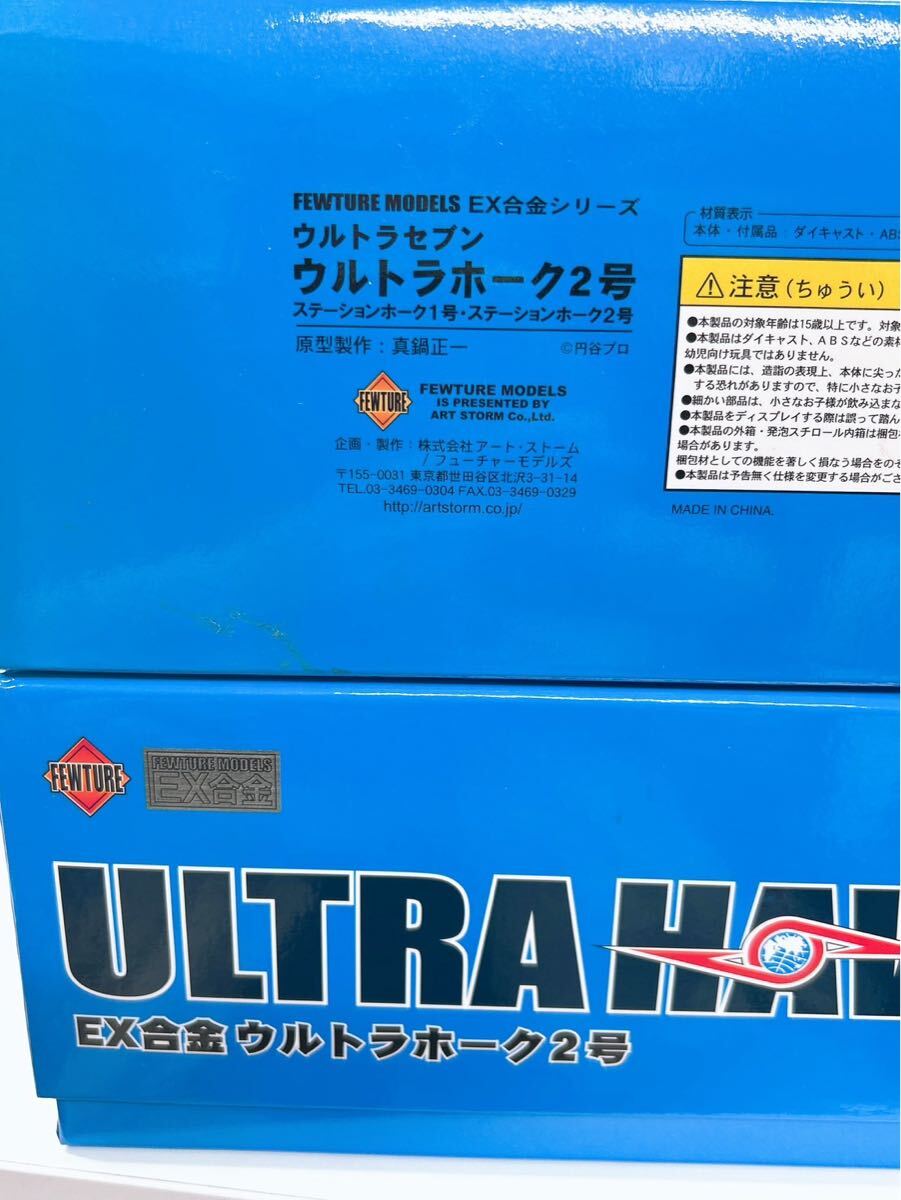 FEWTURE MODELS EX合金シリーズ
ウルトラセブン
ウルトラホーク2号
ステーションホーク1号・ステーションホーク2号
原型製作：真鍋正一 ©円谷プロ
FEWTURE
FEWTURE MODELS
IS PRESENTED BY
ART STORM Co.,Ltd.
企画・製作：株式会社アート・ストーム
/フューチャーモデルズ
〒155-0031 東京都世田谷区北沢3-31-14
TEL.03-3469-0304 FAX.03-3469-0329
http://artstorm.co.jp/
材質表示
本体・付属品：ダイキャスト・ABS
⚠注意(ちゅうい)
●本製品の対象年齢は15歳以上です。対象
●本製品はダイキャスト、ABSなどの素材
幼児向け玩具ではありません。
●本製品には、造詣の表現上、本体に尖った
する恐れがありますので、特に小さなお子
●細かい部品は、小さなお子様が飲み込まな
●本製品をディスプレイする際は誤って踏ん
●本製品の外箱・発泡スチロール内箱は梱包
場合があります。
梱包材としての機能を著しく損なう場合をのぞ
●本製品は予告無く仕様を変更する場合がござ
MADE IN CHINA.
FEWTURE
FEWTURE MODELS
EX合金
ULTRA HAW
EX合金 ウルトラホーク2号